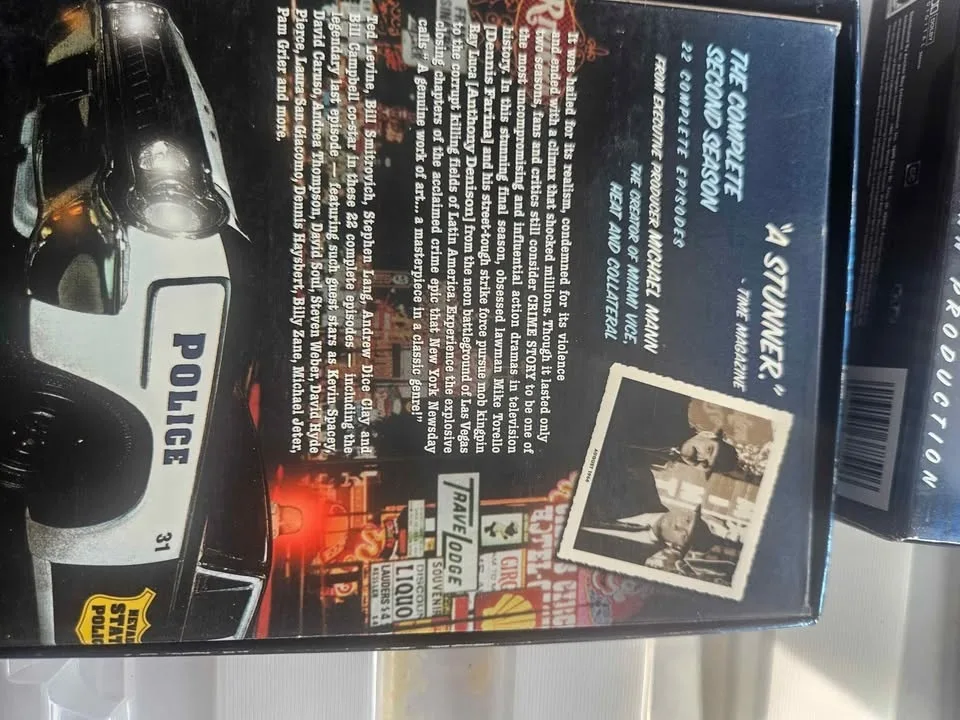 "A STUNNER."
- TIME MAGAZINE
THE COMPLETE
SECOND SEASON
22 COMPLETE EPISODES
FROM EXECUTIVE PRODUCER MICHAEL MANN
THE CREATOR OF MIAMI VICE,
HEAT AND COLLATERAL
It was hailed for its realism, condemned for its violence
and ended with a climax that shocked millions. Though it lasted only
two seasons, fans and critics still consider CRIME STORY to be one of
the most uncompromising and influential action dramas in television
history. In this stunning final season, obsessed lawman Mike Torello
[Dennis Farina] and his street-tough strike force pursue mob kingpin
Ray Luca [Anthony Denison] from the neon battleground of Las Vegas
to the corrupt killing fields of Latin America. Experience the explosive
closing chapters of the acclaimed crime epic that New York Newsday
calls "A genuine work of art... a masterpiece in a classic genre!"
Ted Levine, Bill Smitrovich, Stephen Lang, Andrew Dice Clay and
Bill Campbell co-star in these 22 complete episodes — including the
legendary last episode — featuring such guest stars as Kevin Spacey,
David Caruso, Andrea Thompson, David Soul, Steven Weber, David Hyde
Pierce, Laura San Giacomo, Dennis Haysbert, Billy Zane, Michael Jeter,
Pam Grier and more.
TRAVELODGE
SOUVENI
DISCOU
LIQUO
POLICE
31
STAT
POLIC
PRODUCTION